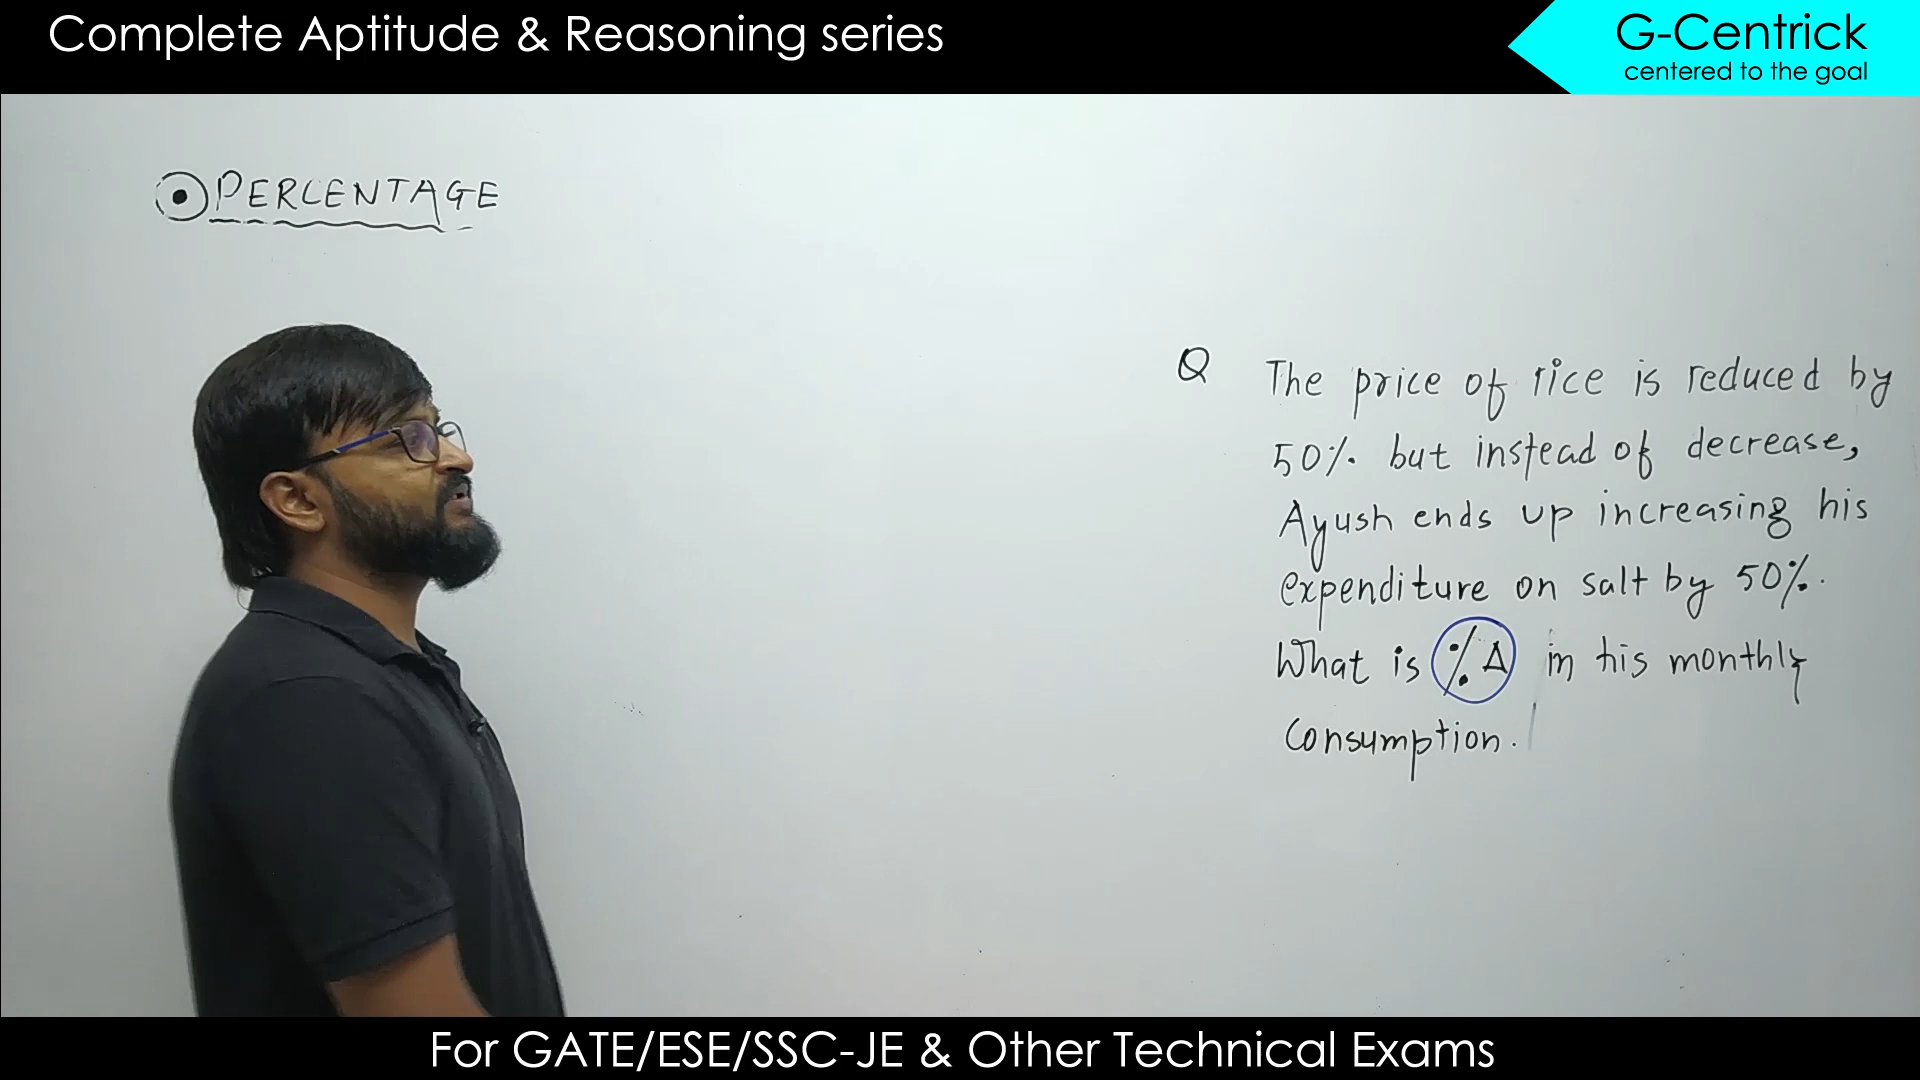 Complete Aptitude & Reasoning series
G-Centrick
centered to the goal
PERCENTAGE
Q The price of rice is reduced by
50% but instead of decrease,
Ayush ends up increasing his
expenditure on salt by 50%.
What is %Δ in his monthly
Consumption.
For GATE/ESE/SSC-JE & Other Technical Exams